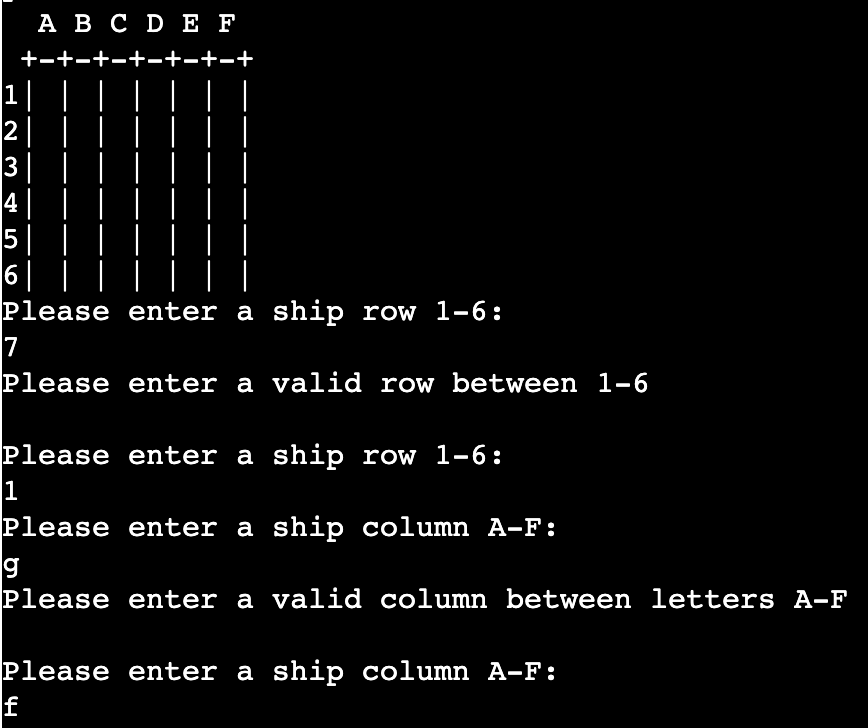 A B C D E F
 +-+-+-+-+-+-+
1| | | | | | |
2| | | | | | |
3| | | | | | |
4| | | | | | |
5| | | | | | |
6| | | | | | |
Please enter a ship row 1-6:
7
Please enter a valid row between 1-6

Please enter a ship row 1-6:
1
Please enter a ship column A-F:
g
Please enter a valid column between letters A-F

Please enter a ship column A-F:
f